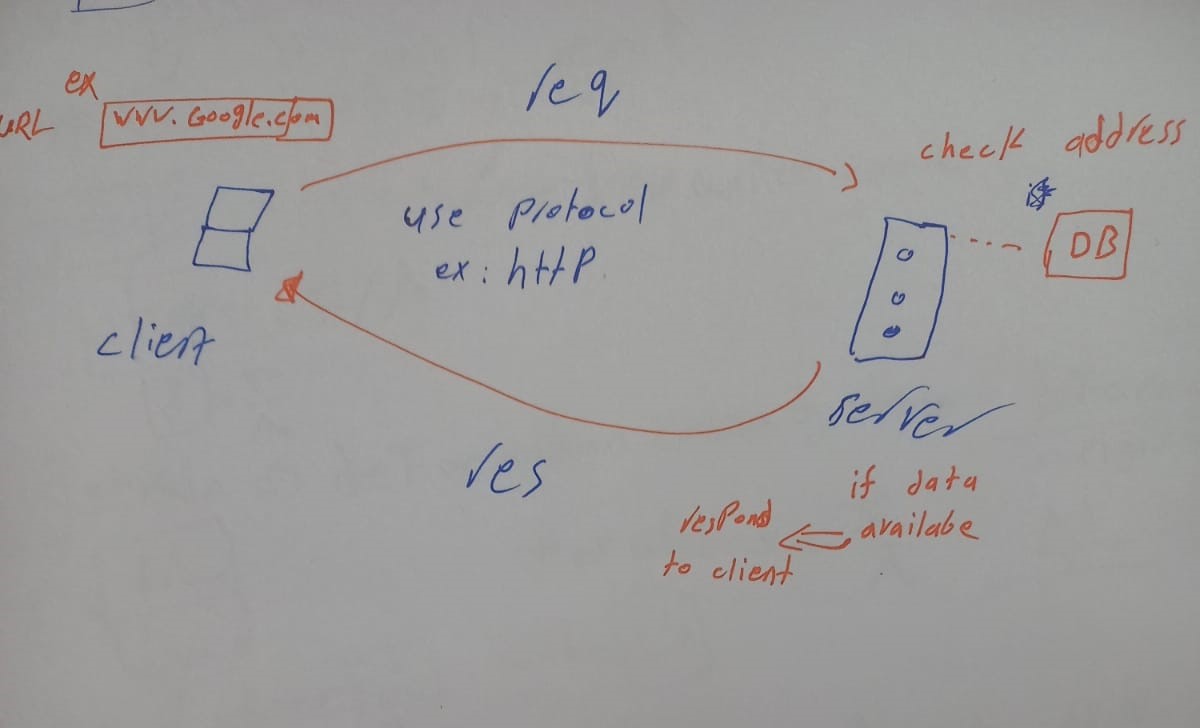 req
ex
URL
www.Google.com
check address
use protocol
ex: http
DB
client
server
res
if data
availabe
respond
to client